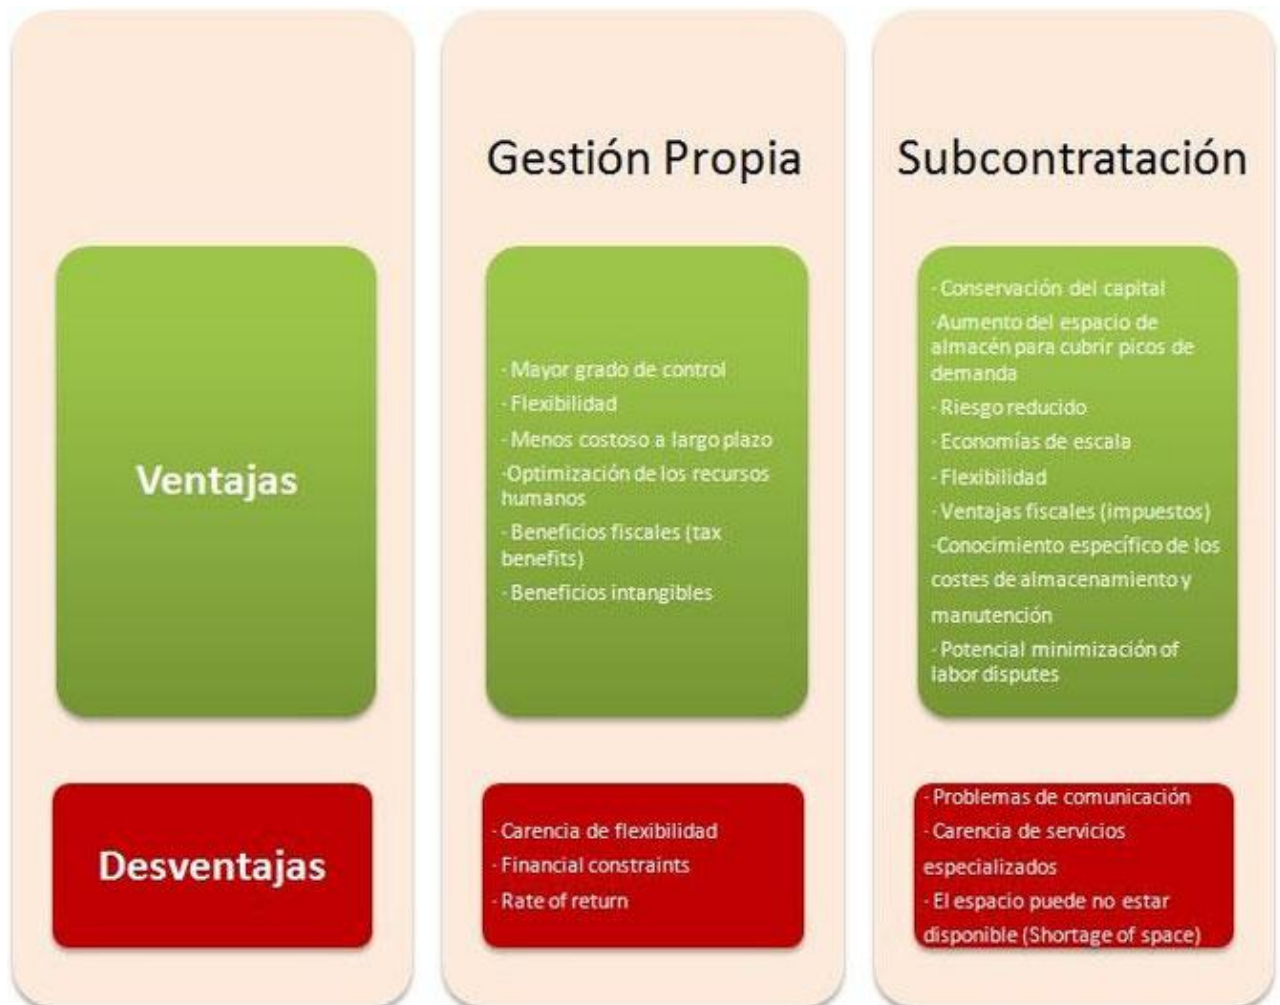 Gestión Propia
Subcontratación
Ventajas
· Mayor grado de control
· Flexibilidad
· Menos costoso a largo plazo
·Optimización de los recursos
humanos
· Beneficios fiscales (tax
benefits)
· Beneficios intangibles
· Conservación del capital
·Aumento del espacio de
almacén para cubrir picos de
demanda
· Riesgo reducido
· Economías de escala
· Flexibilidad
· Ventajas fiscales (impuestos)
·Conocimiento específico de los
costes de almacenamiento y
manutención
· Potencial minimización of
labor disputes
Desventajas
· Carencia de flexibilidad
· Financial constraints
· Rate of return
· Problemas de comunicación
· Carencia de servicios
especializados
· El espacio puede no estar
disponible (Shortage of space)